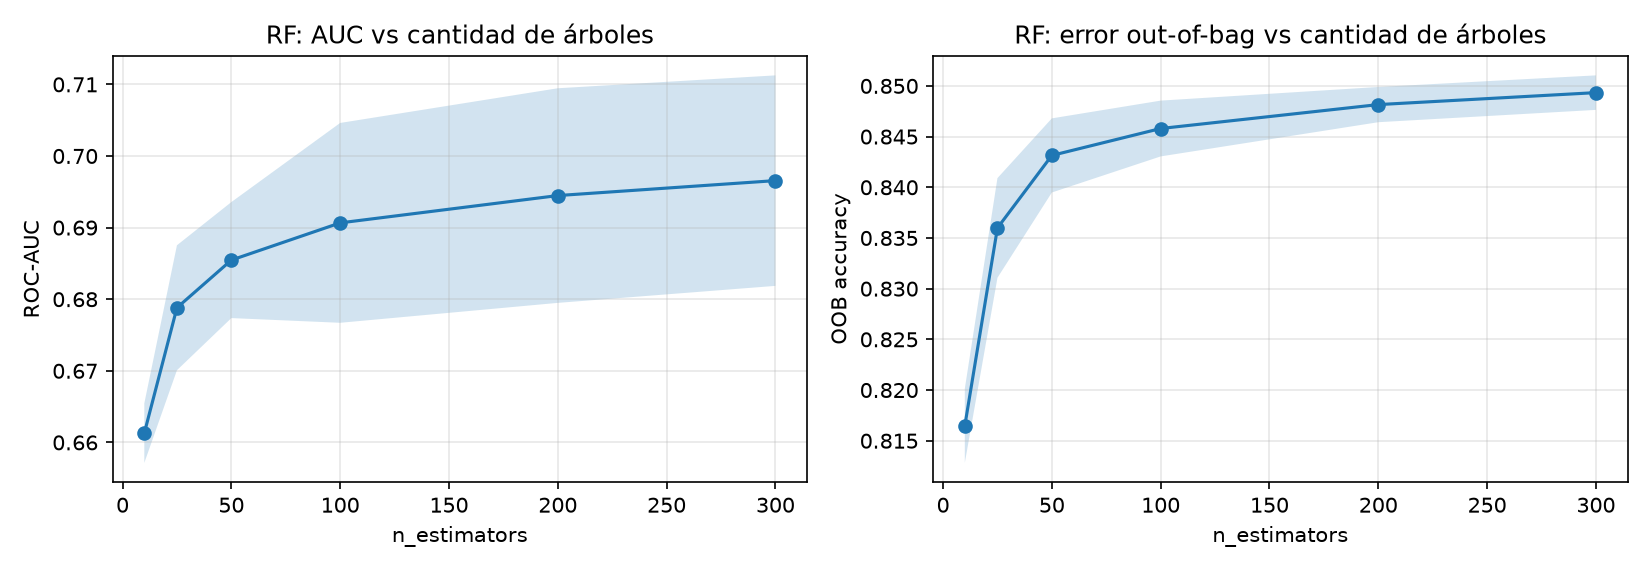 RF: AUC vs cantidad de árboles
ROC-AUC
0.71
0.70
0.69
0.68
0.67
0.66
0 50 100 150 200 250 300
n_estimators
RF: error out-of-bag vs cantidad de árboles
OOB accuracy
0.850
0.845
0.840
0.835
0.830
0.825
0.820
0.815
0 50 100 150 200 250 300
n_estimators